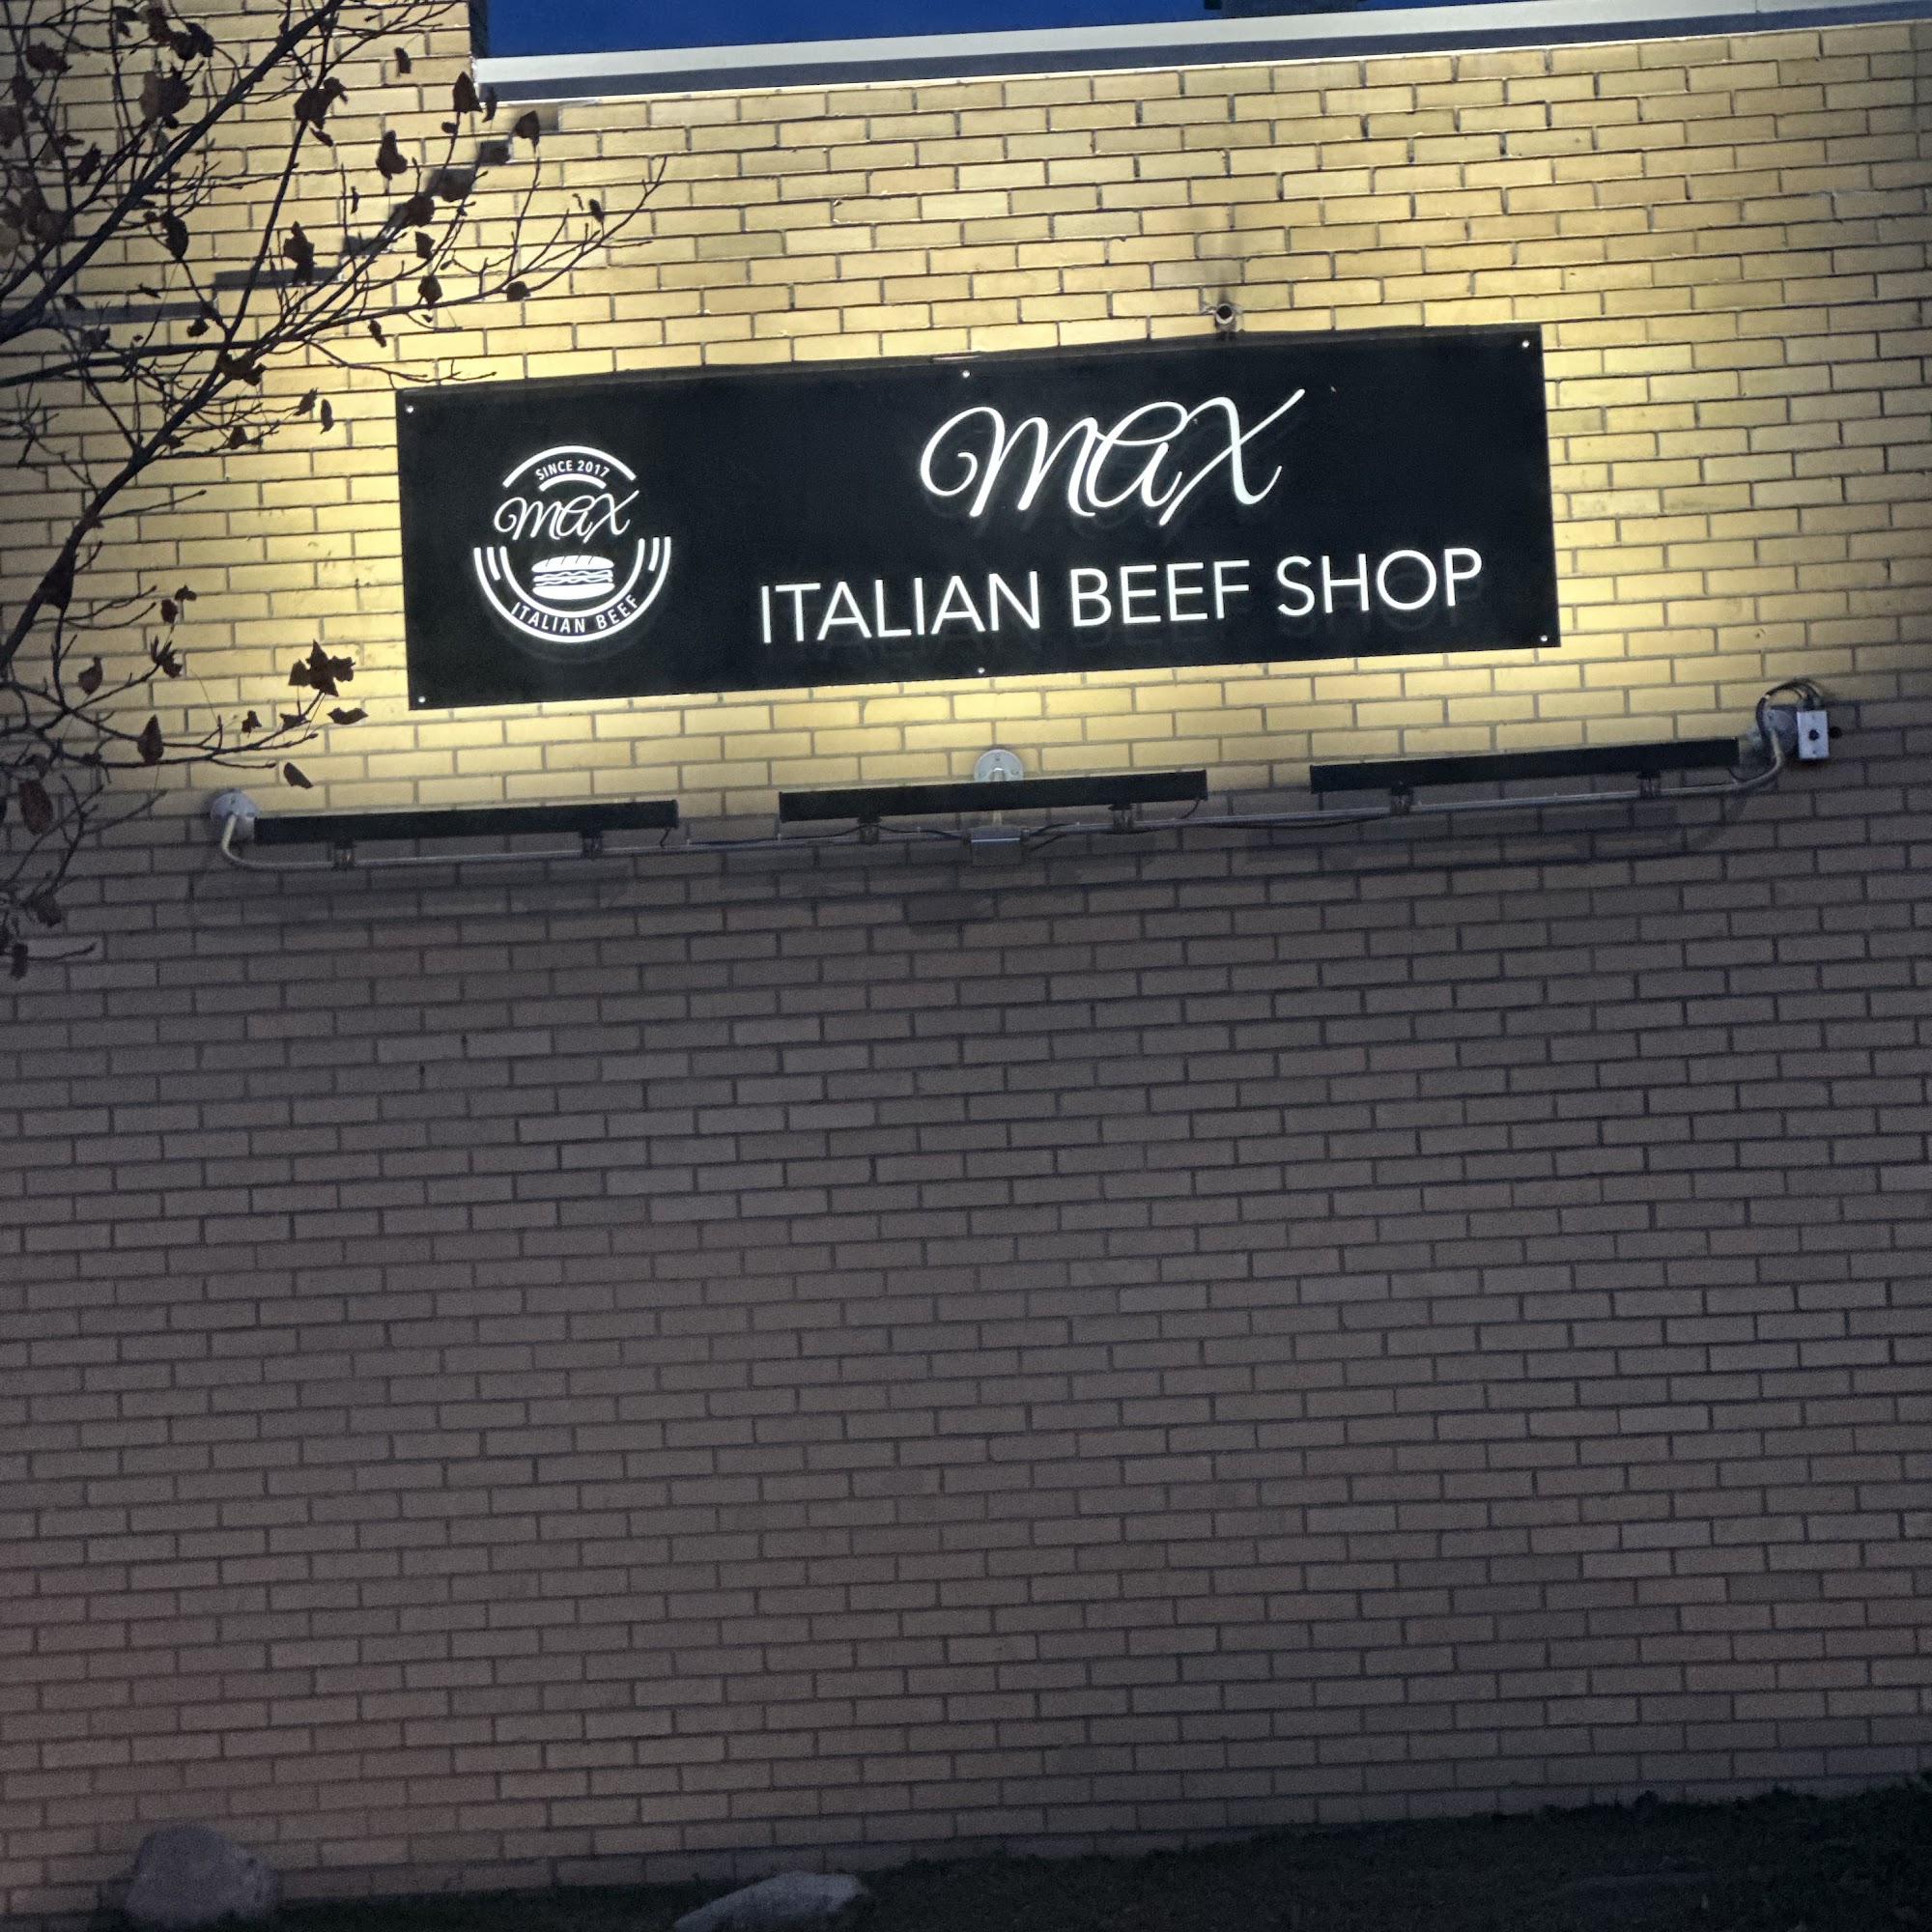 SINCE 2017
max
ITALIAN BEEF
max
ITALIAN BEEF SHOP